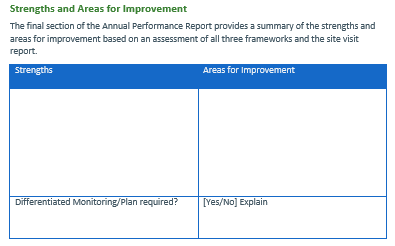 Strengths and Areas for Improvement
The final section of the Annual Performance Report provides a summary of the strengths and
areas for improvement based on an assessment of all three frameworks and the site visit
report.
Strengths
Areas for Improvement
Differentiated Monitoring/Plan required?
[Yes/No] Explain